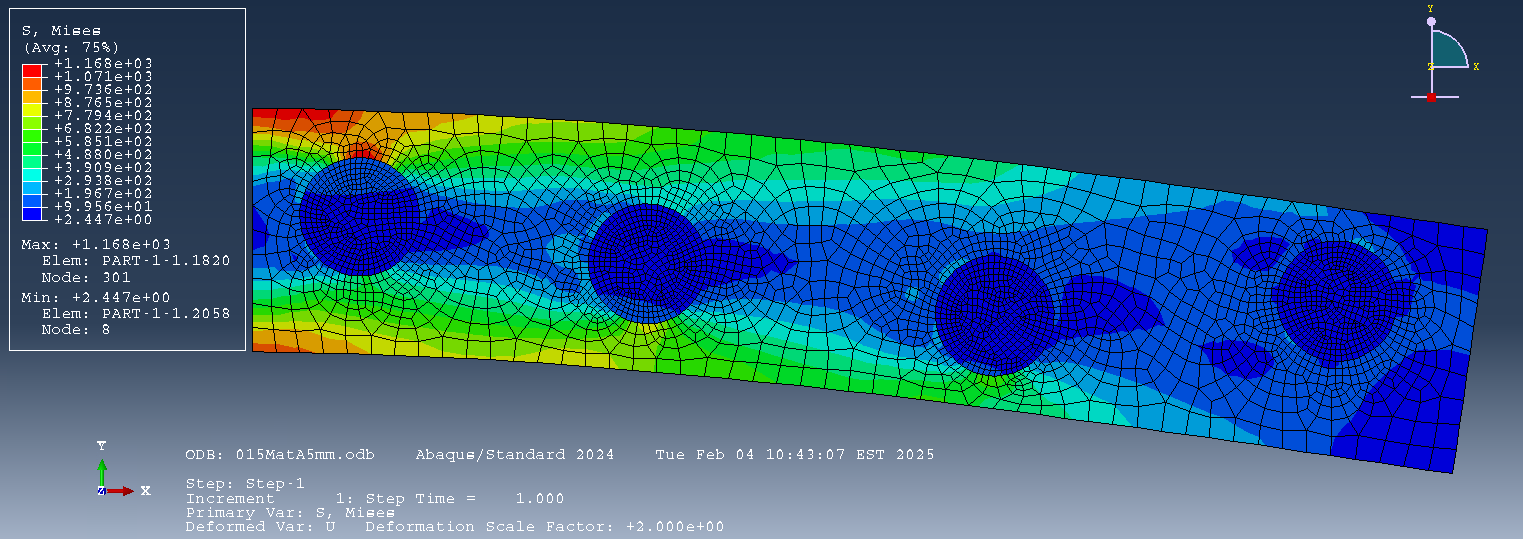 S, Mises
(Avg: 75%)
+1.168e+03
+1.071e+03
+9.736e+02
+8.765e+02
+7.794e+02
+6.822e+02
+5.851e+02
+4.880e+02
+3.909e+02
+2.938e+02
+1.967e+02
+9.956e+01
+2.447e+00
Max: +1.168e+03
Elem: PART-1-1.1820
Node: 301
Min: +2.447e+00
Elem: PART-1-1.2058
Node: 8
Y
Z X
Y
Z X
ODB: 015MatA5mm.odb Abaqus/Standard 2024 Tue Feb 04 10:43:07 EST 2025
Step: Step-1
Increment 1: Step Time = 1.000
Primary Var: S, Mises
Deformed Var: U Deformation Scale Factor: +2.000e+00